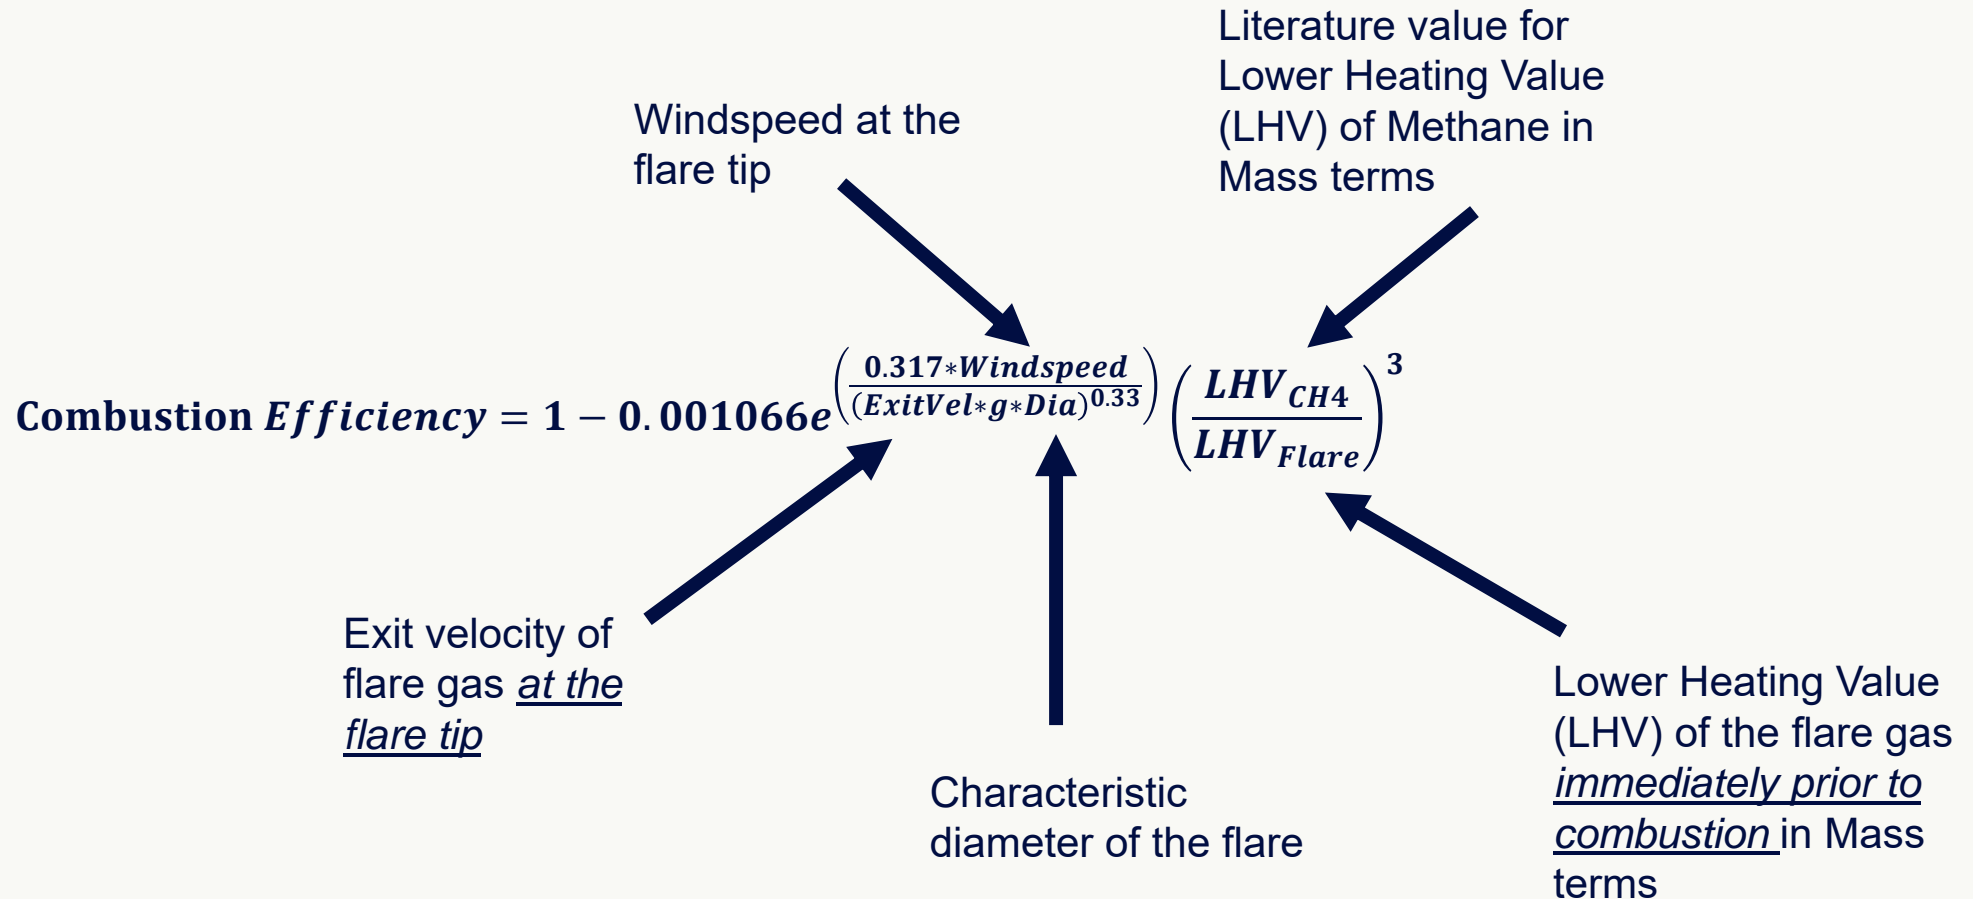 Literature value for
Lower Heating Value
(LHV) of Methane in
Mass terms
Windspeed at the
flare tip
Combustion Efficiency = 1 − 0.001066e^((0.317*Windspeed)/((ExitVel*g*Dia)^0.33)) (LHV_CH4/LHV_Flare)^3
Exit velocity of
flare gas at the
flare tip
Characteristic
diameter of the flare
Lower Heating Value
(LHV) of the flare gas
immediately prior to
combustion in Mass
terms